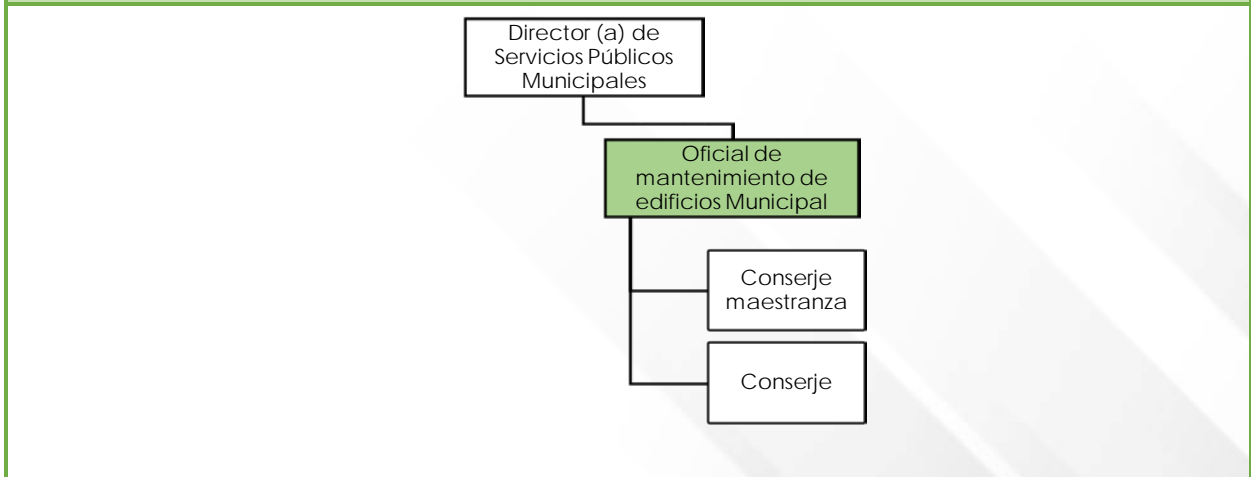 Director (a) de
Servicios Públicos
Municipales
Oficial de
mantenimiento de
edificios Municipal
Conserje
maestranza
Conserje